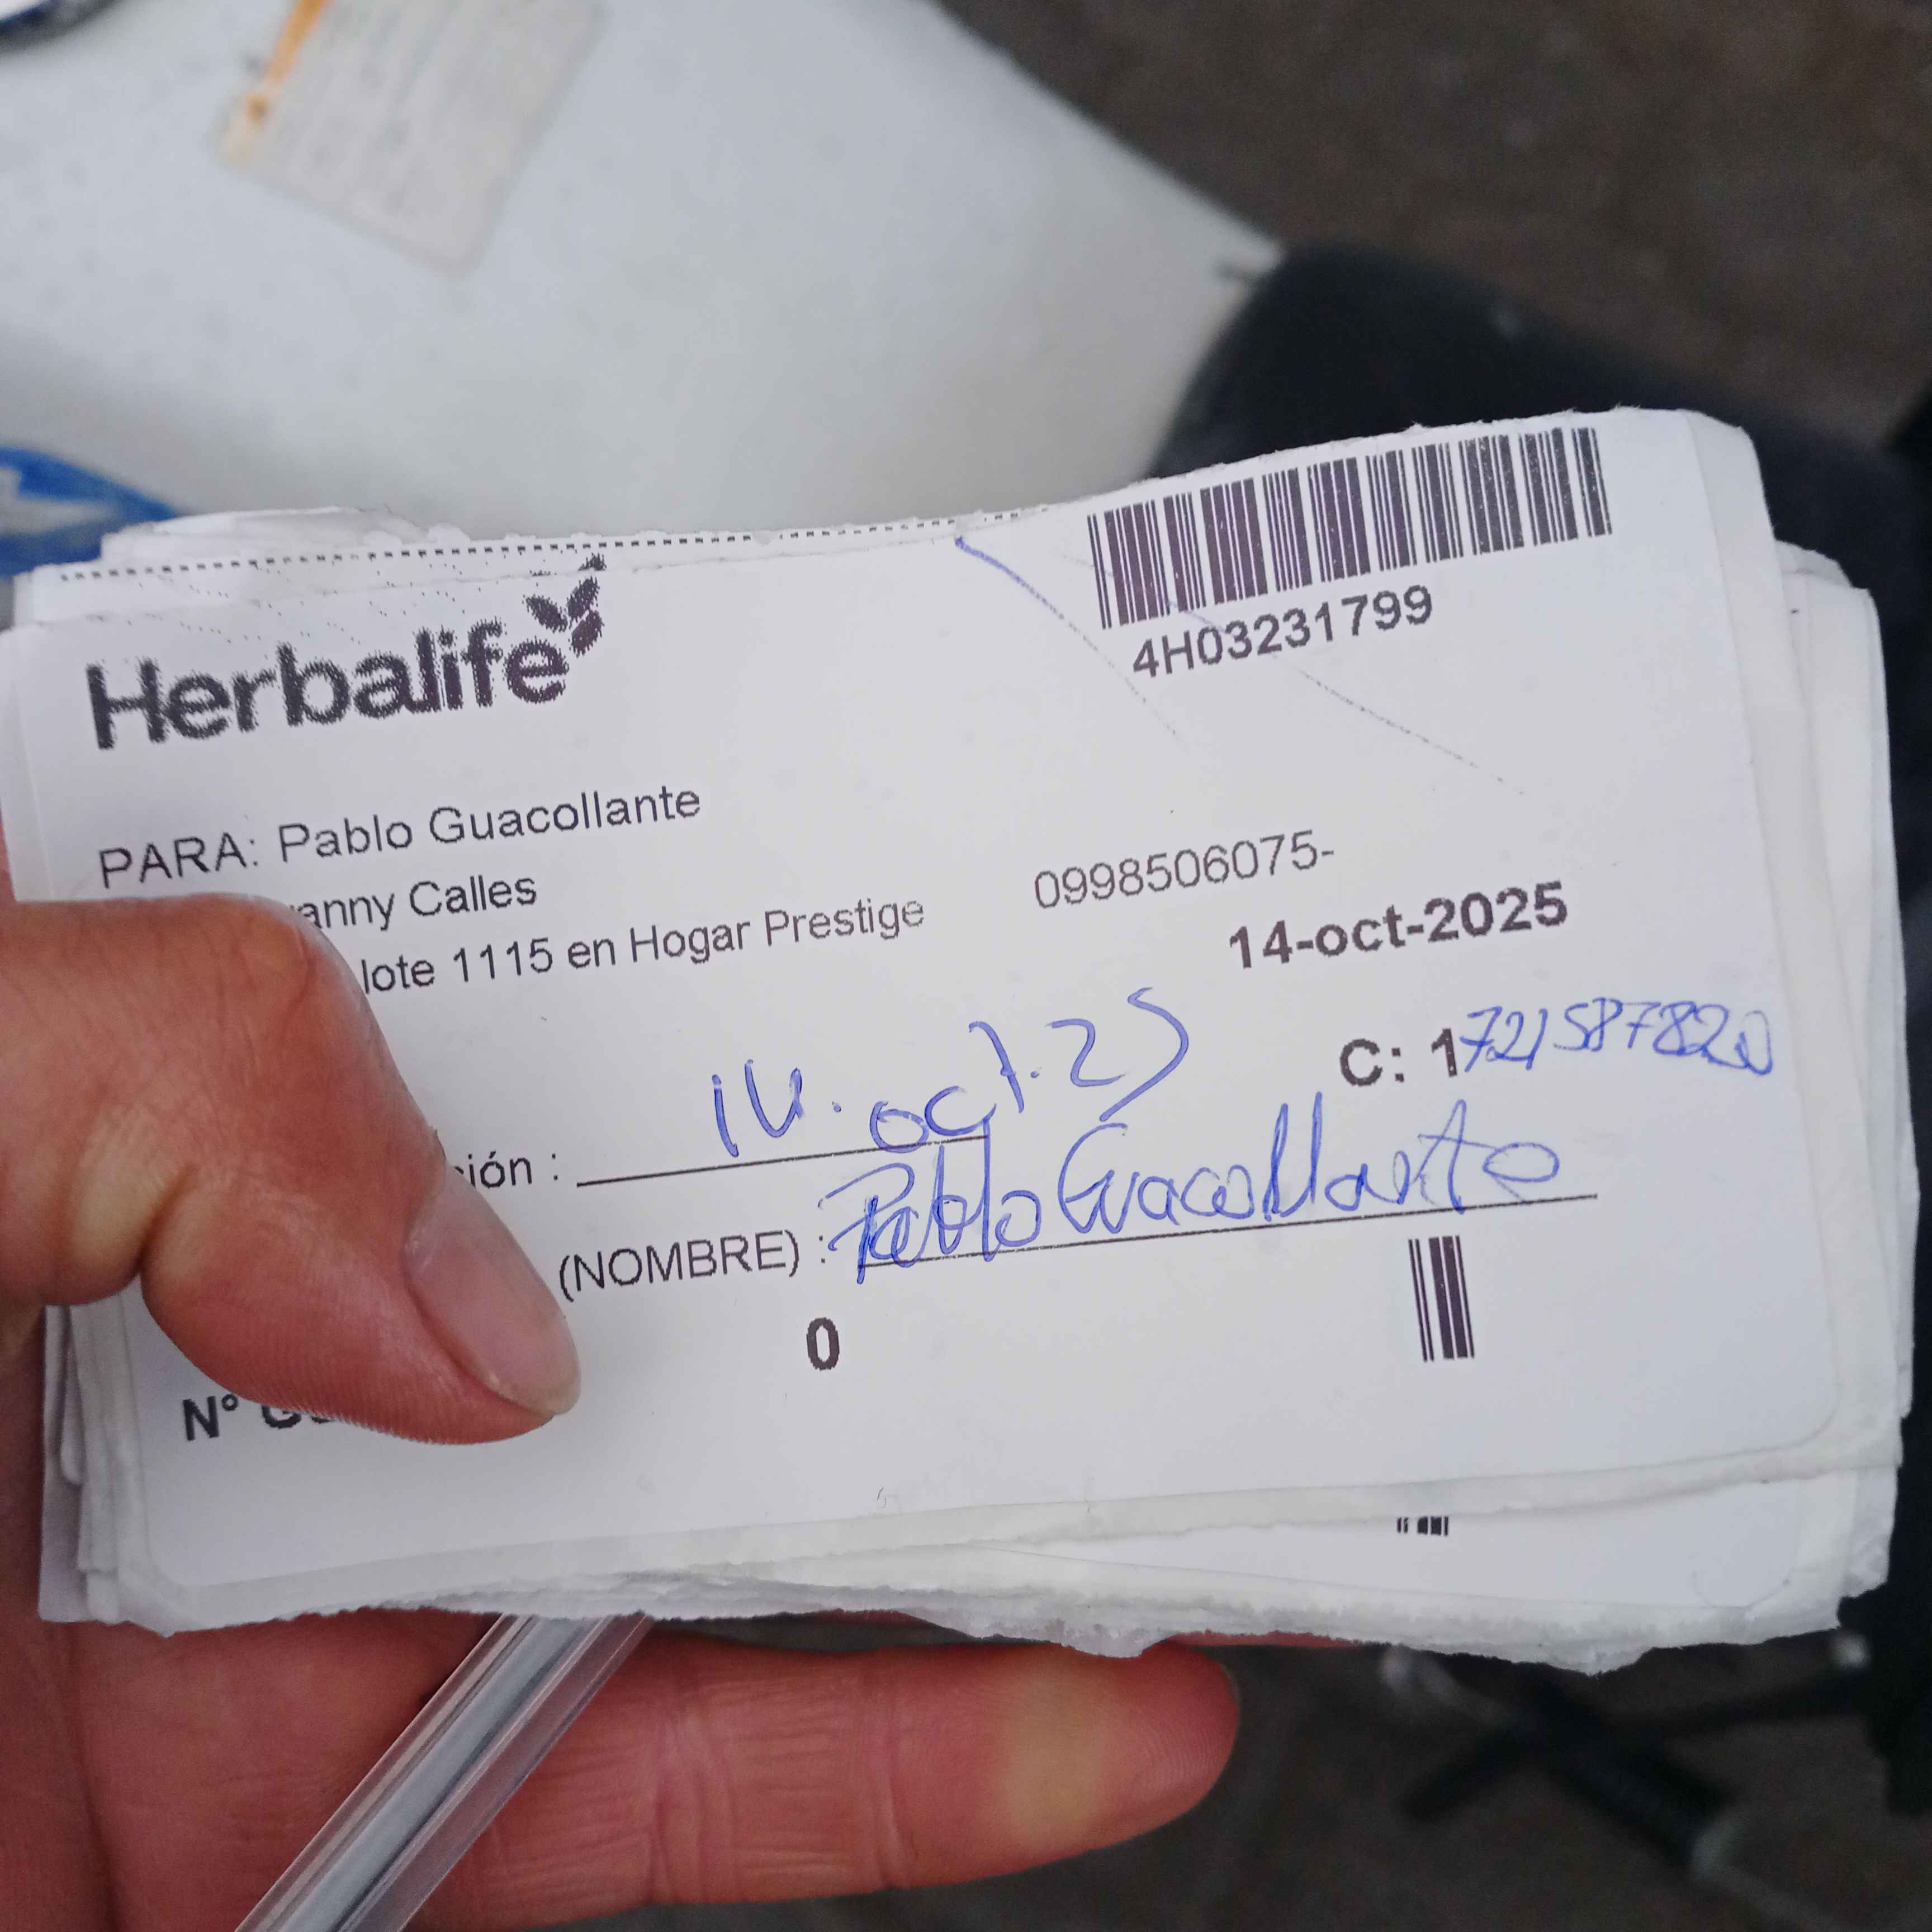 Herbalife
4H03231799
PARA: Pablo Guacollante
anny Calles
0998506075-
lote 1115 en Hogar Prestige
14-oct-2025
C: 1721587820
ión : 14.oct.25
(NOMBRE) : Pablo Guacollante
0
N°